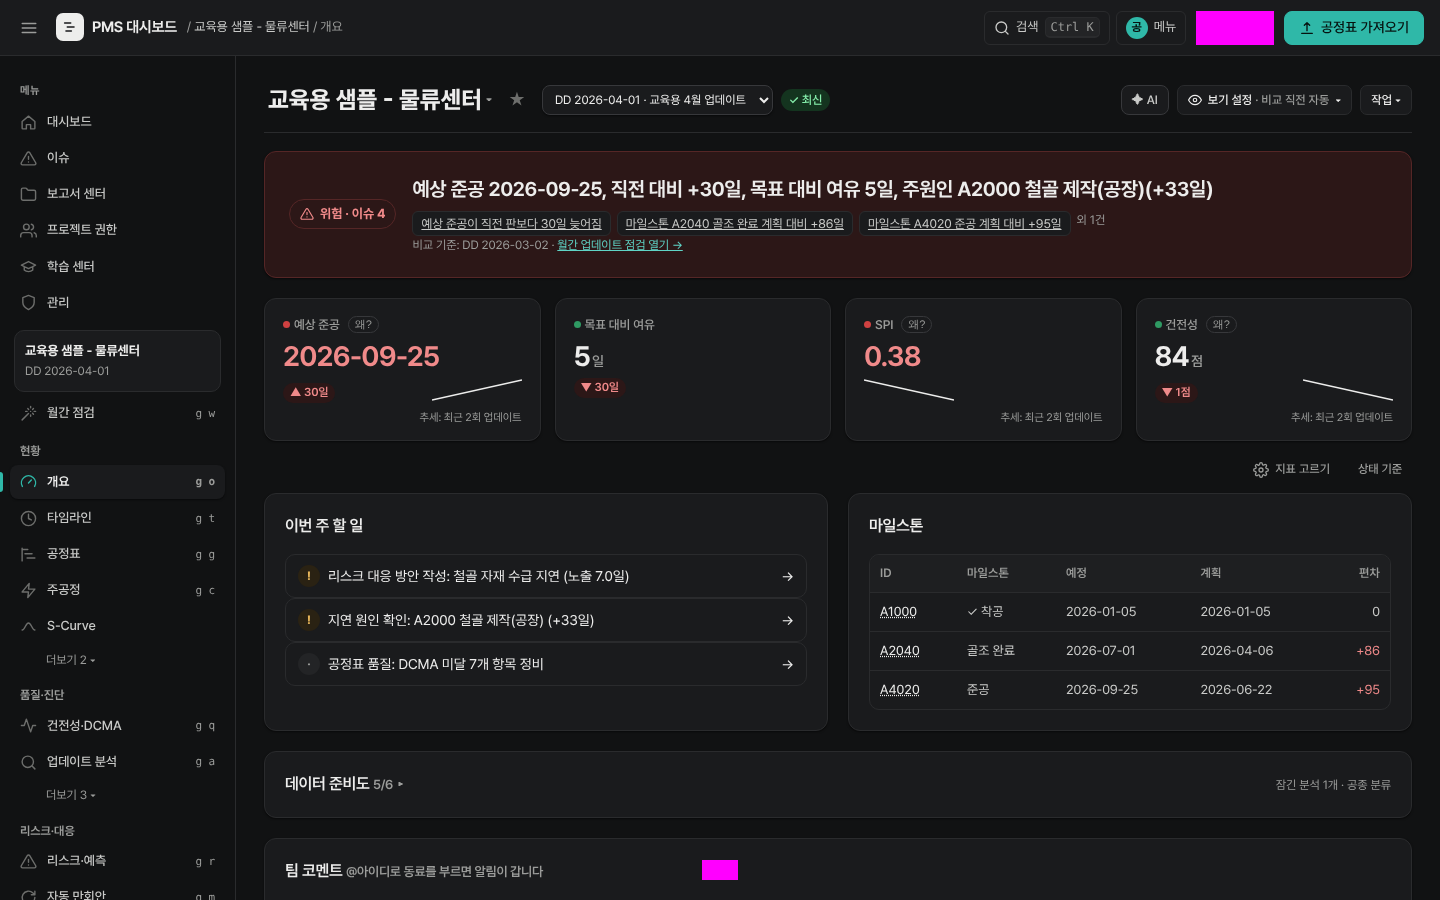 PMS 대시보드 / 교육용 샘플 - 물류센터 / 개요
검색 Ctrl K
공 메뉴
공정표 가져오기
메뉴
대시보드
이슈
보고서 센터
프로젝트 권한
학습 센터
관리
교육용 샘플 - 물류센터
DD 2026-04-01
월간 점검 g w
현황
개요 g o
타임라인 g t
공정표 g g
주공정 g c
S-Curve
더보기 2
품질·진단
건전성·DCMA g q
업데이트 분석 g a
더보기 3
리스크·대응
리스크·예측 g r
자동 만회안 g m
교육용 샘플 - 물류센터
DD 2026-04-01 · 교육용 4월 업데이트
✓ 최신
AI
보기 설정 · 비교 직전 자동
작업
위험 · 이슈 4
예상 준공 2026-09-25, 직전 대비 +30일, 목표 대비 여유 5일, 주원인 A2000 철골 제작(공장)(+33일)
예상 준공이 직전 판보다 30일 늦어짐
마일스톤 A2040 골조 완료 계획 대비 +86일
마일스톤 A4020 준공 계획 대비 +95일
외 1건
비교 기준: DD 2026-03-02 · 월간 업데이트 점검 열기 →
예상 준공 왜?
2026-09-25
▲ 30일
추세: 최근 2회 업데이트
목표 대비 여유
5일
▼ 30일
SPI 왜?
0.38
추세: 최근 2회 업데이트
건전성 왜?
84점
▼ 1점
추세: 최근 2회 업데이트
지표 고르기
상태 기준
이번 주 할 일
! 리스크 대응 방안 작성: 철골 자재 수급 지연 (노출 7.0일) →
! 지연 원인 확인: A2000 철골 제작(공장) (+33일) →
· 공정표 품질: DCMA 미달 7개 항목 정비 →
마일스톤
ID 마일스톤 예정 계획 편차
A1000 ✓ 착공 2026-01-05 2026-01-05 0
A2040 골조 완료 2026-07-01 2026-04-06 +86
A4020 준공 2026-09-25 2026-06-22 +95
데이터 준비도 5/6
잠긴 분석 1개 · 공종 분류
팀 코멘트 @아이디로 동료를 부르면 알림이 갑니다